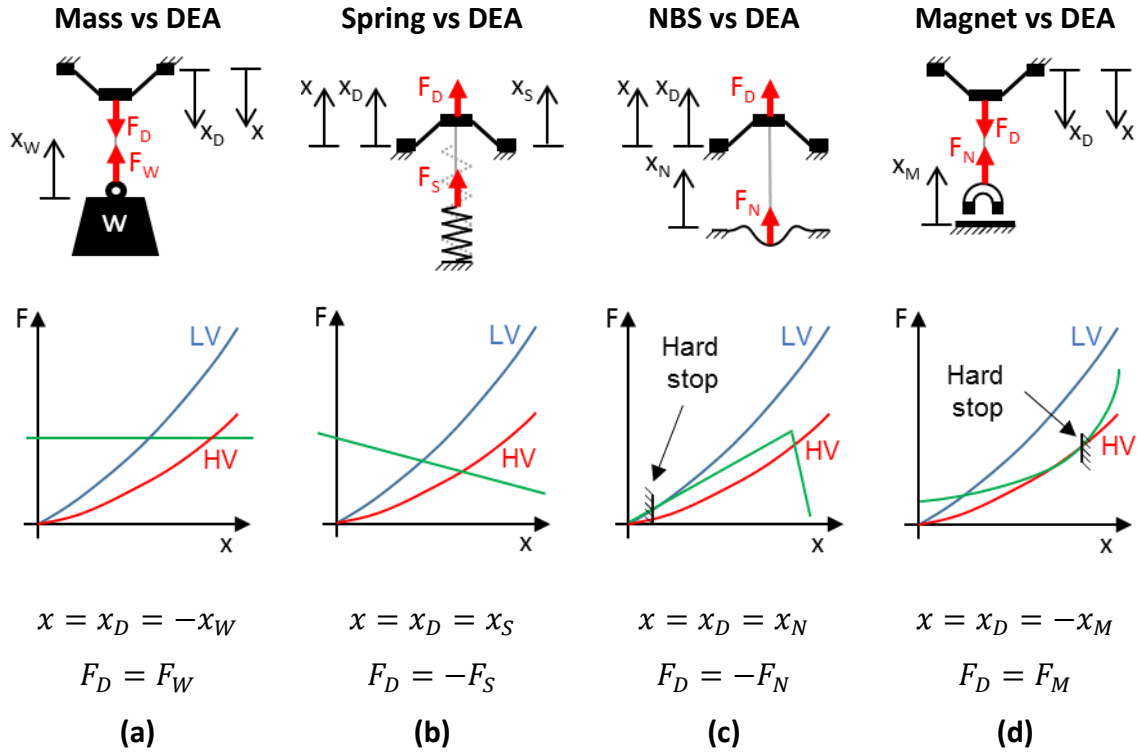 Mass vs DEA
Spring vs DEA
NBS vs DEA
Magnet vs DEA
x_W
F_D
F_W
x_D
x
W
x
x_D
F_D
x_S
F_S
x
x_D
F_D
x_N
F_N
x_D
x
F_D
F_N
x_M
F
LV
HV
x
F
LV
HV
x
F
LV
Hard
stop
HV
x
F
LV
Hard
stop
HV
x
x = x_D = −x_W
x = x_D = x_S
x = x_D = x_N
x = x_D = −x_M
F_D = F_W
F_D = −F_S
F_D = −F_N
F_D = F_M
(a)
(b)
(c)
(d)